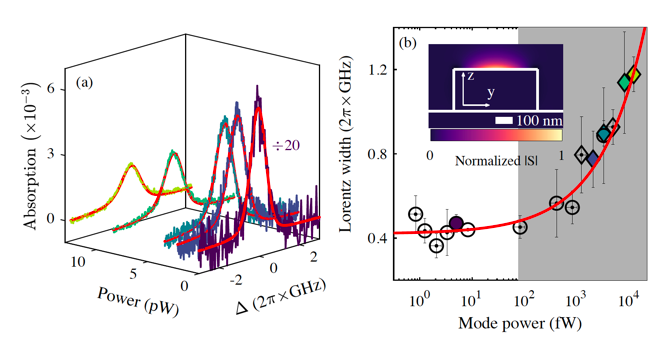 (a)
Absorption (×10⁻³)
6
3
0
÷20
10
5
0
Power (pW)
-2
0
2
Δ (2π×GHz)
(b)
Lorentz width (2π×GHz)
1.2
0.8
0.4
z
y
100 nm
0
1
Normalized |S|
10⁰
10¹
10²
10³
10⁴
Mode power (fW)